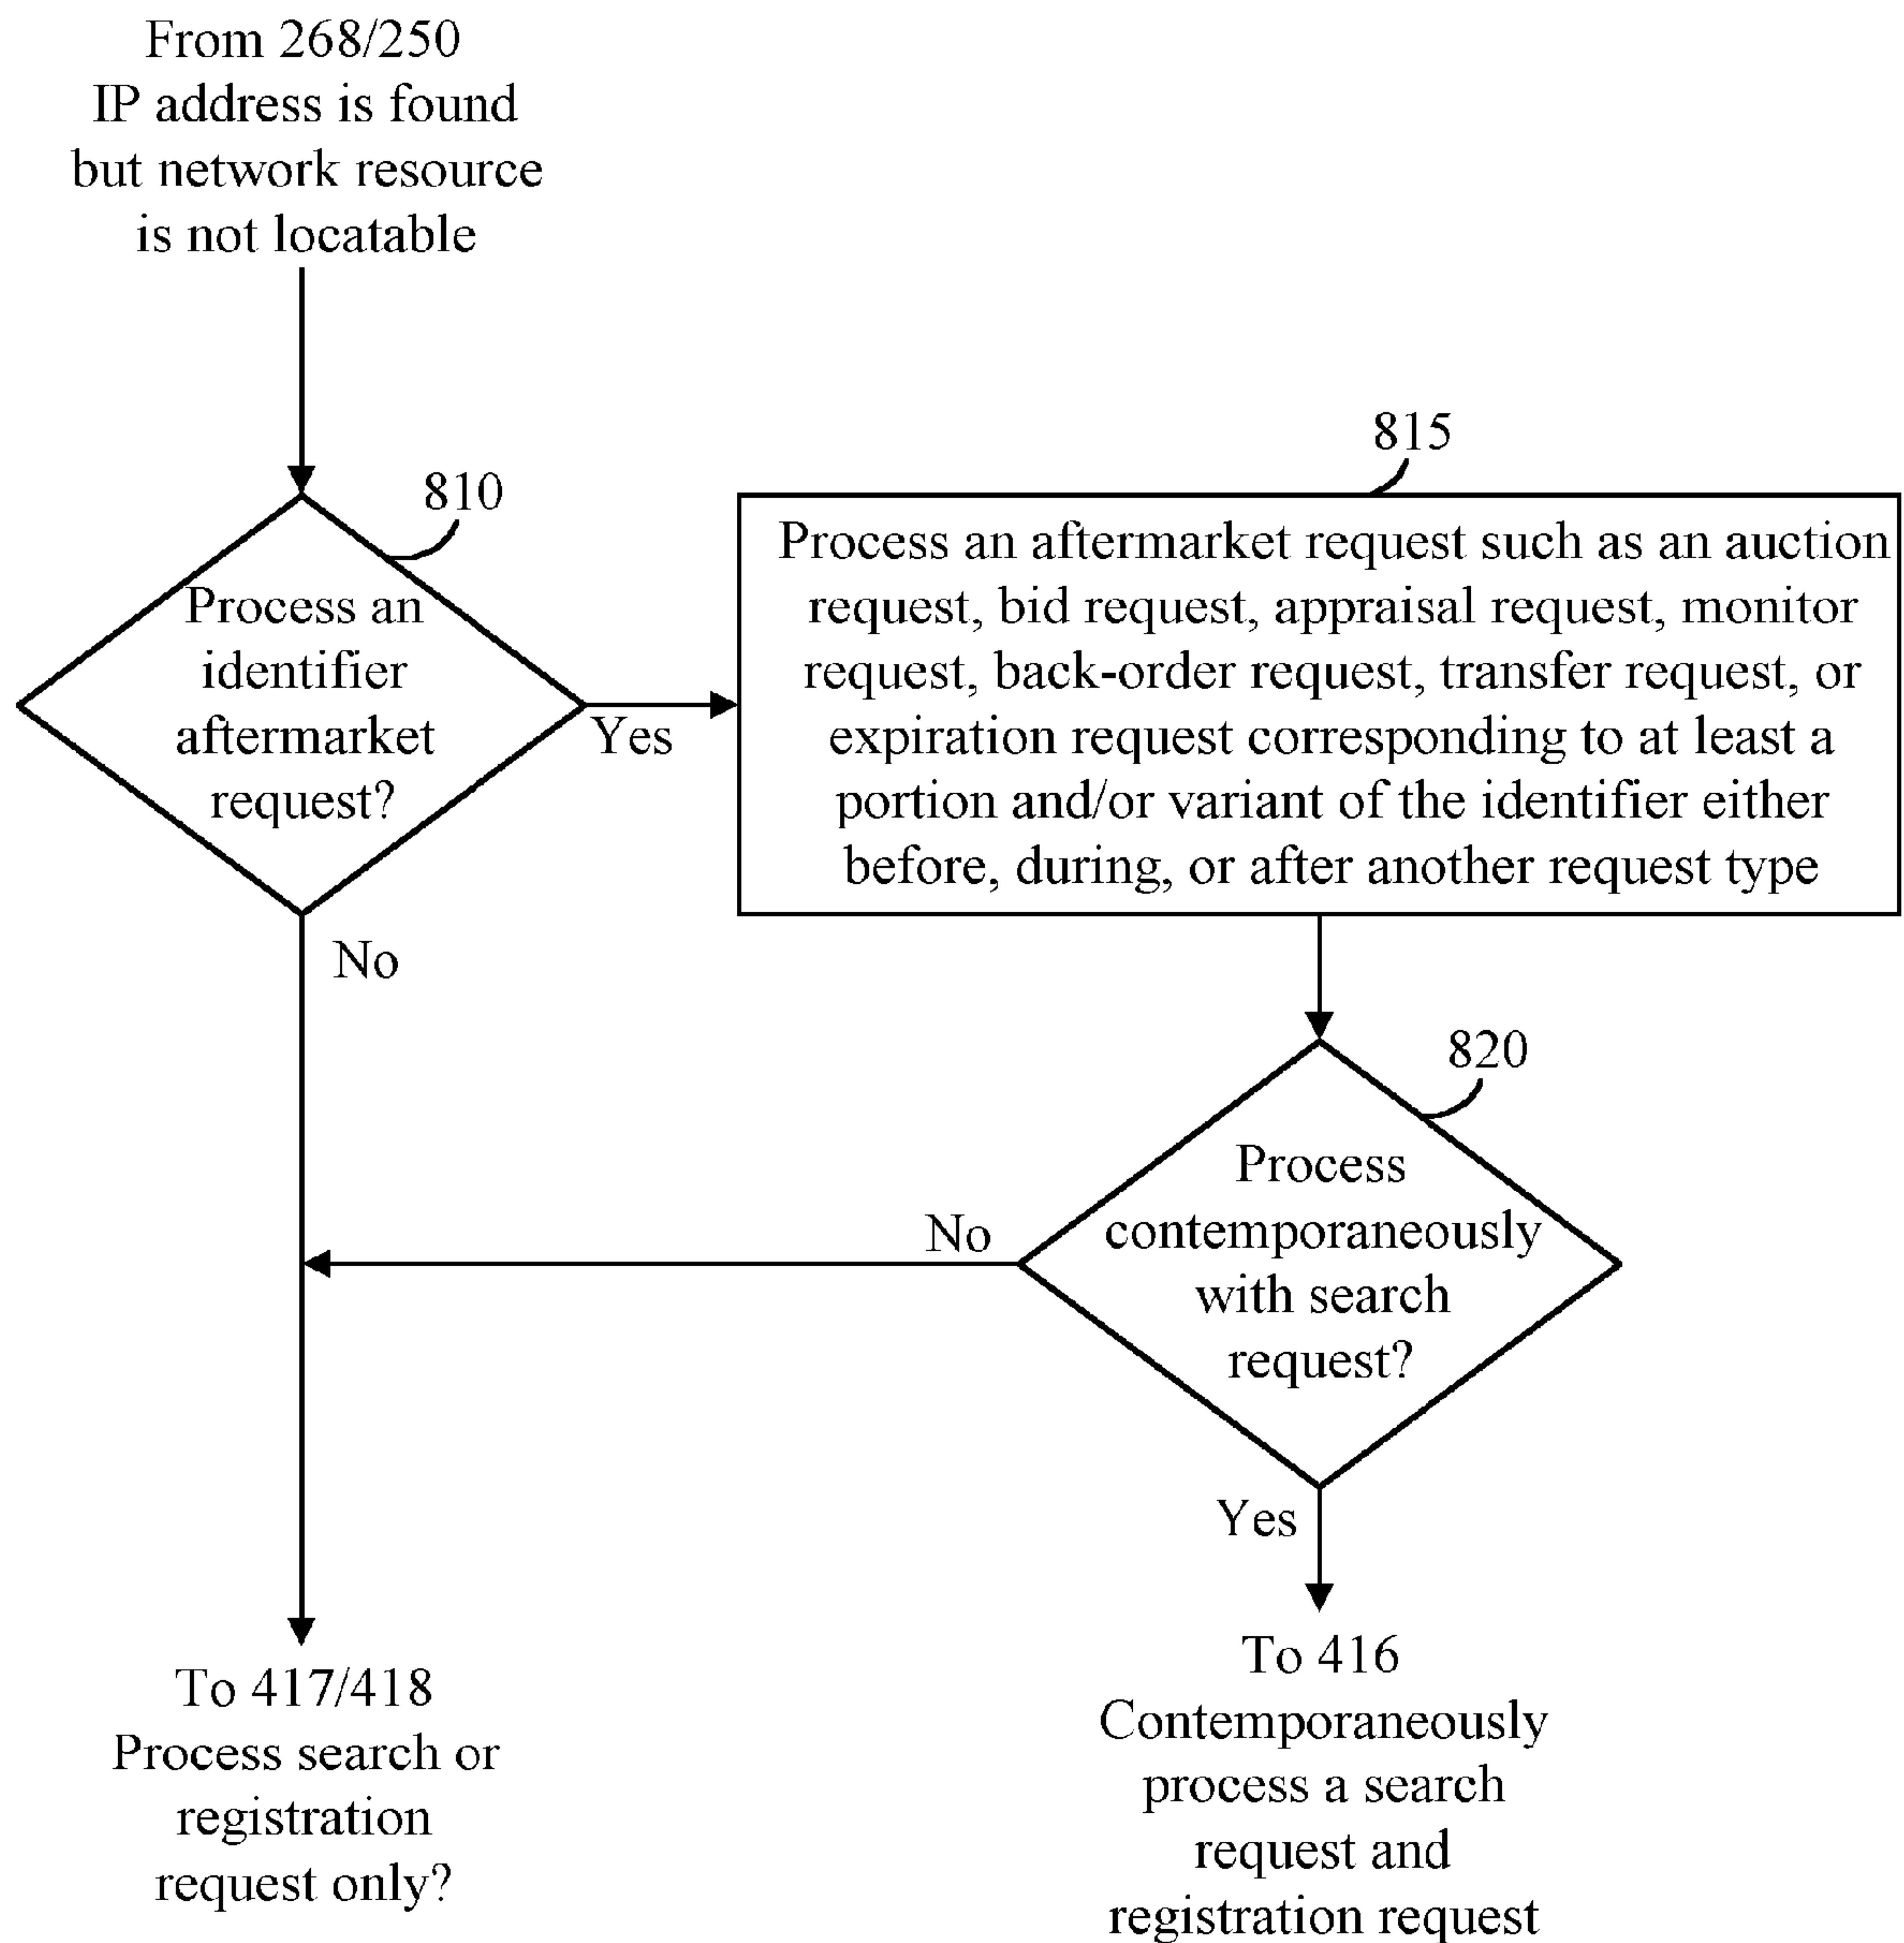 From 268/250
IP address is found
but network resource
is not locatable
810
Process an
identifier
aftermarket
request?
Yes
No
815
Process an aftermarket request such as an auction
request, bid request, appraisal request, monitor
request, back-order request, transfer request, or
expiration request corresponding to at least a
portion and/or variant of the identifier either
before, during, or after another request type
820
Process
contemporaneously
with search
request?
No
Yes
To 417/418
Process search or
registration
request only?
To 416
Contemporaneously
process a search
request and
registration request